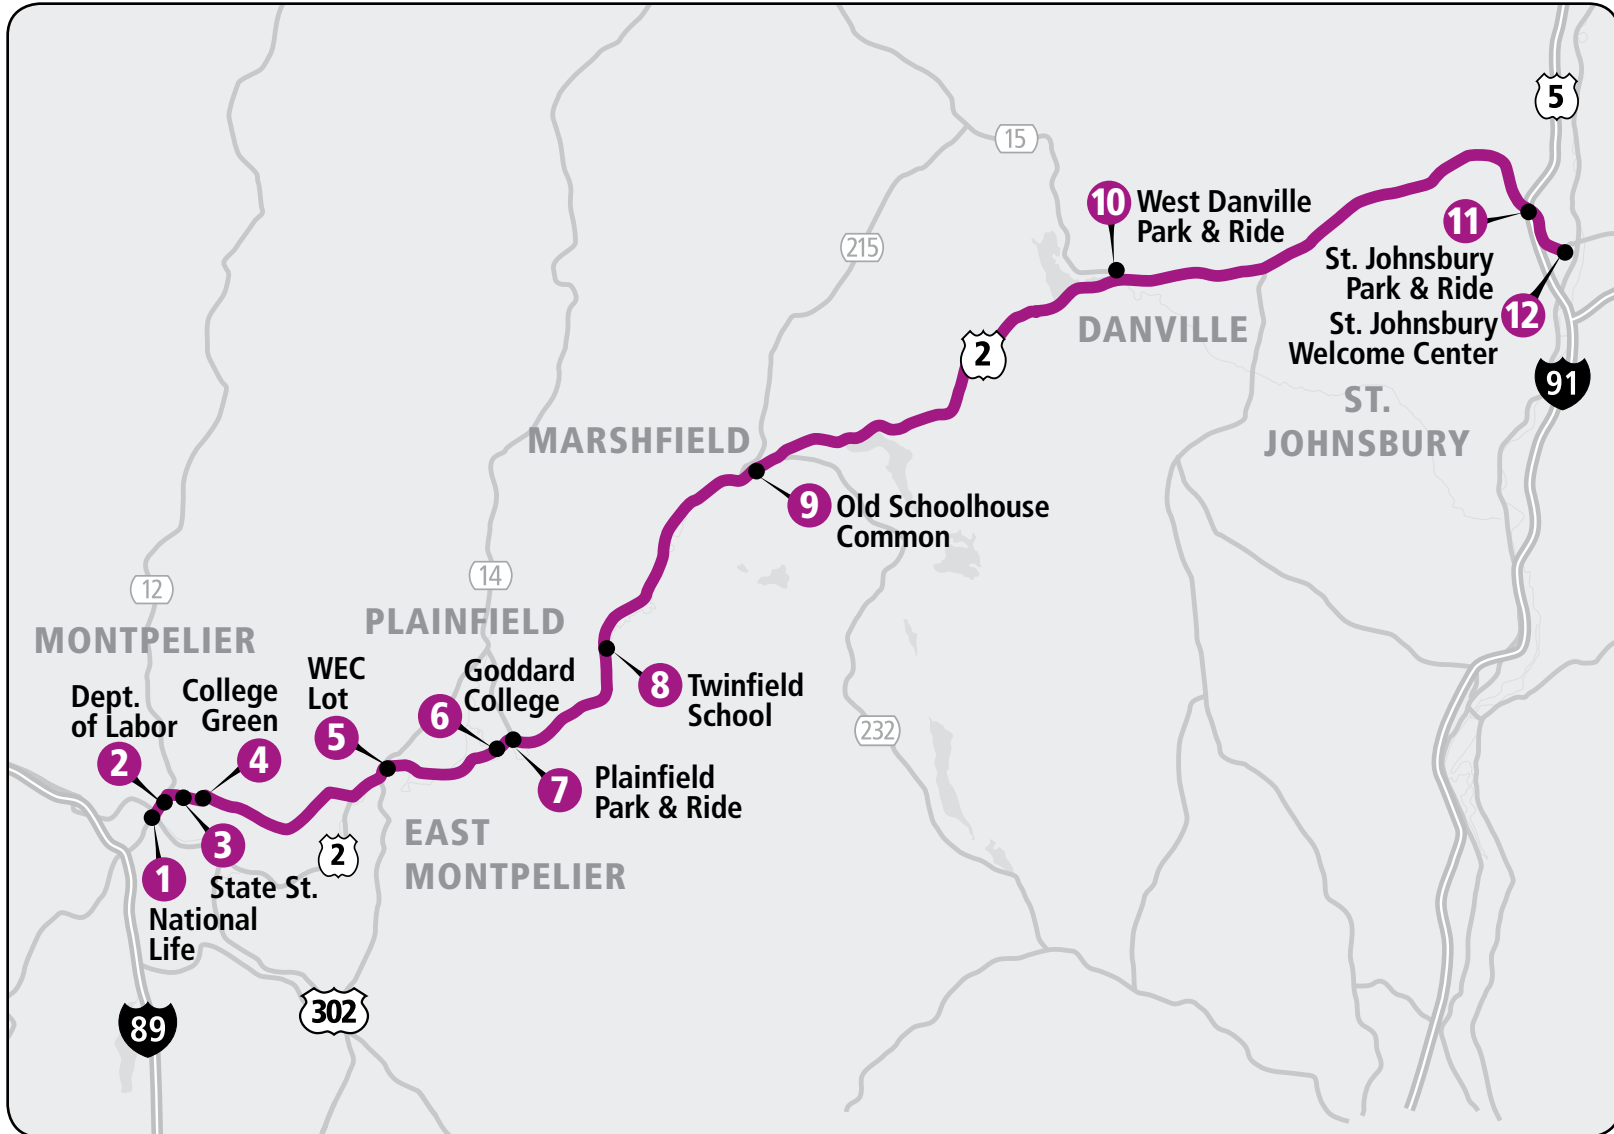 5
15
10
West Danville
Park & Ride
11
215
St. Johnsbury
Park & Ride
12
St. Johnsbury
Welcome Center
DANVILLE
2
91
ST.
JOHNSBURY
MARSHFIELD
9
Old Schoolhouse
Common
12
14
MONTPELIER
PLAINFIELD
Dept.
of Labor
2
College
Green
4
WEC
Lot
5
Goddard
College
6
8
Twinfield
School
232
7
Plainfield
Park & Ride
3
State St.
1
National
Life
2
EAST
MONTPELIER
302
89